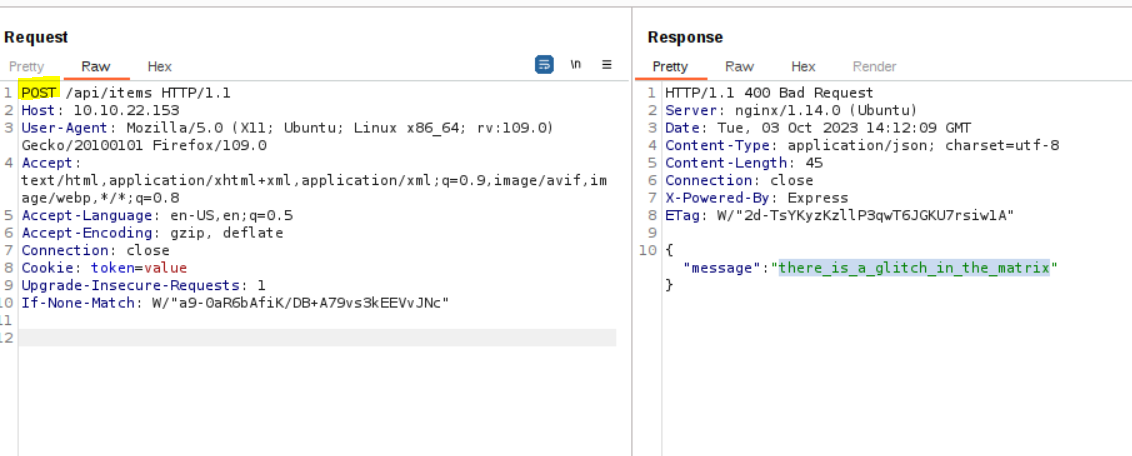 Request
Pretty Raw Hex \n
1 POST /api/items HTTP/1.1
2 Host: 10.10.22.153
3 User-Agent: Mozilla/5.0 (X11; Ubuntu; Linux x86_64; rv:109.0)
Gecko/20100101 Firefox/109.0
4 Accept:
text/html,application/xhtml+xml,application/xml;q=0.9,image/avif,im
age/webp,*/*;q=0.8
5 Accept-Language: en-US,en;q=0.5
6 Accept-Encoding: gzip, deflate
7 Connection: close
8 Cookie: token=value
9 Upgrade-Insecure-Requests: 1
10 If-None-Match: W/"a9-0aR6bAfiK/DB+A79vs3kEEVvJNc"
11
12
Response
Pretty Raw Hex Render
1 HTTP/1.1 400 Bad Request
2 Server: nginx/1.14.0 (Ubuntu)
3 Date: Tue, 03 Oct 2023 14:12:09 GMT
4 Content-Type: application/json; charset=utf-8
5 Content-Length: 45
6 Connection: close
7 X-Powered-By: Express
8 ETag: W/"2d-TsYKyzKzllP3qwT6JGKU7rsiw1A"
9
10 {
"message":"there_is_a_glitch_in_the_matrix"
}